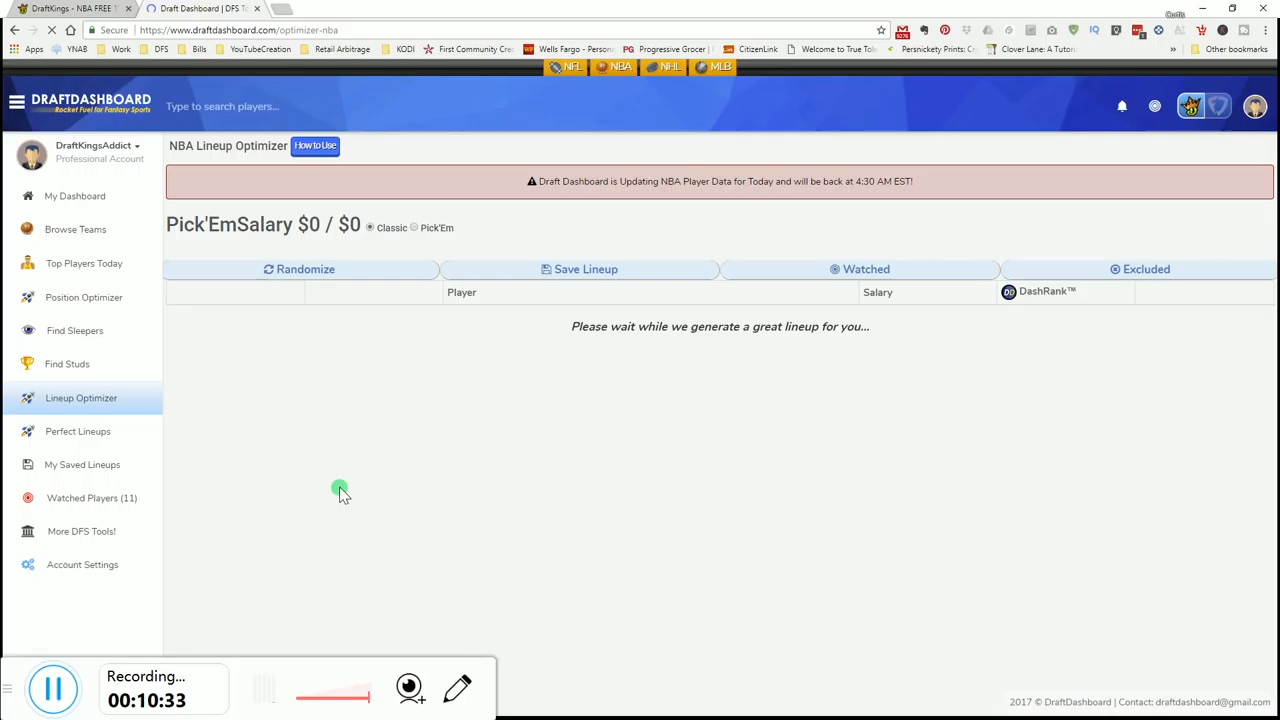 DraftKings - NBA FREE 1
Draft Dashboard | DFS To
Curtis
Secure
https://www.draftdashboard.com/optimizer-nba
Apps YNAB Work DFS Bills YouTubeCreation Retail Arbitrage KODI First Community Cre Wells Fargo - Persona Progressive Grocer | CitizenLink Welcome to True Tole Persnickety Prints: Cr Clover Lane: A Tutor » Other bookmarks
NFL NBA NHL MLB
DRAFTDASHBOARD
Rocket Fuel for Fantasy Sports
Type to search players...
DraftKingsAddict
Professional Account
My Dashboard
Browse Teams
Top Players Today
Position Optimizer
Find Sleepers
Find Studs
Lineup Optimizer
Perfect Lineups
My Saved Lineups
Watched Players (11)
More DFS Tools!
Account Settings
NBA Lineup Optimizer How to Use
Draft Dashboard is Updating NBA Player Data for Today and will be back at 4:30 AM EST!
Pick'EmSalary $0 / $0 Classic Pick'Em
Randomize Save Lineup Watched Excluded
Player Salary DD DashRank™
Please wait while we generate a great lineup for you...
Recording...
00:10:33
2017 © DraftDashboard | Contact: draftdashboard@gmail.com